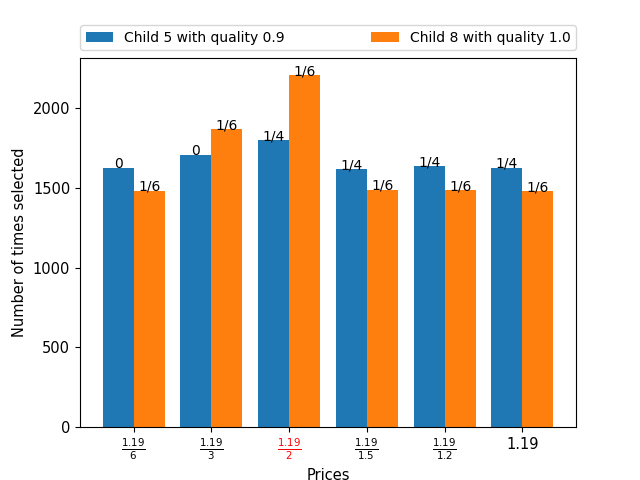 Child 5 with quality 0.9 Child 8 with quality 1.0
Number of times selected
2000
1500
1000
500
0
0 1/6 0 1/6 1/4 1/6 1/4 1/6 1/4 1/6 1/4 1/6
1.19/6 1.19/3 1.19/2 1.19/1.5 1.19/1.2 1.19
Prices